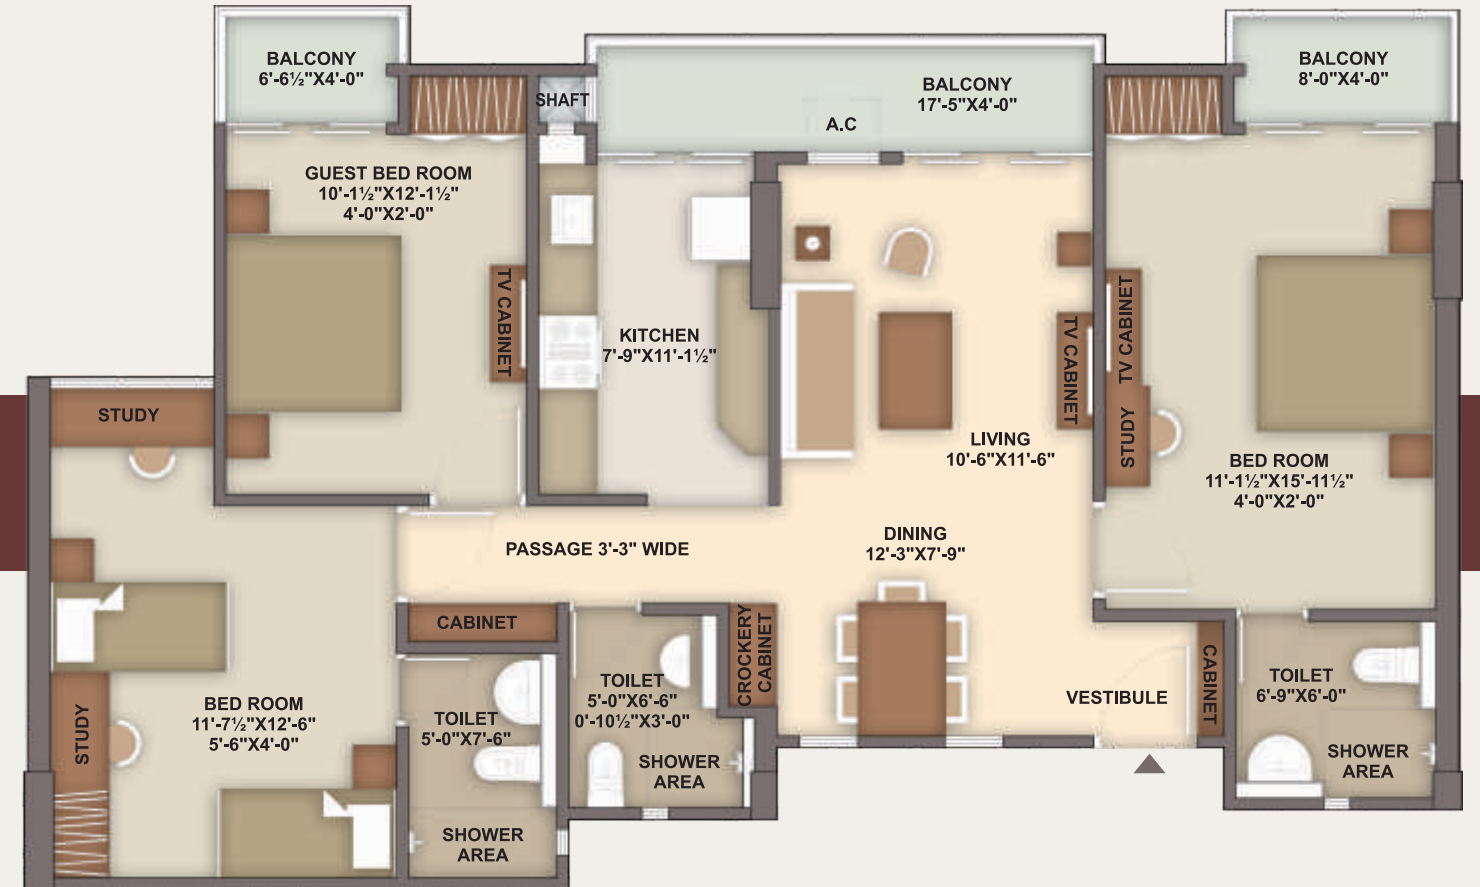 BALCONY
6'-6½"X4'-0"
SHAFT
BALCONY
17'-5"X4'-0"
A.C
BALCONY
8'-0"X4'-0"
GUEST BED ROOM
10'-1½"X12'-1½"
4'-0"X2'-0"
TV CABINET
KITCHEN
7'-9"X11'-1½"
TV CABINET
LIVING
10'-6"X11'-6"
TV CABINET
STUDY
BED ROOM
11'-1½"X15'-11½"
4'-0"X2'-0"
STUDY
PASSAGE 3'-3" WIDE
DINING
12'-3"X7'-9"
CABINET
CROCKERY
CABINET
BED ROOM
11'-7½"X12'-6"
5'-6"X4'-0"
STUDY
TOILET
5'-0"X7'-6"
SHOWER
AREA
TOILET
5'-0"X6'-6"
0'-10½"X3'-0"
SHOWER
AREA
VESTIBULE
CABINET
TOILET
6'-9"X6'-0"
SHOWER
AREA